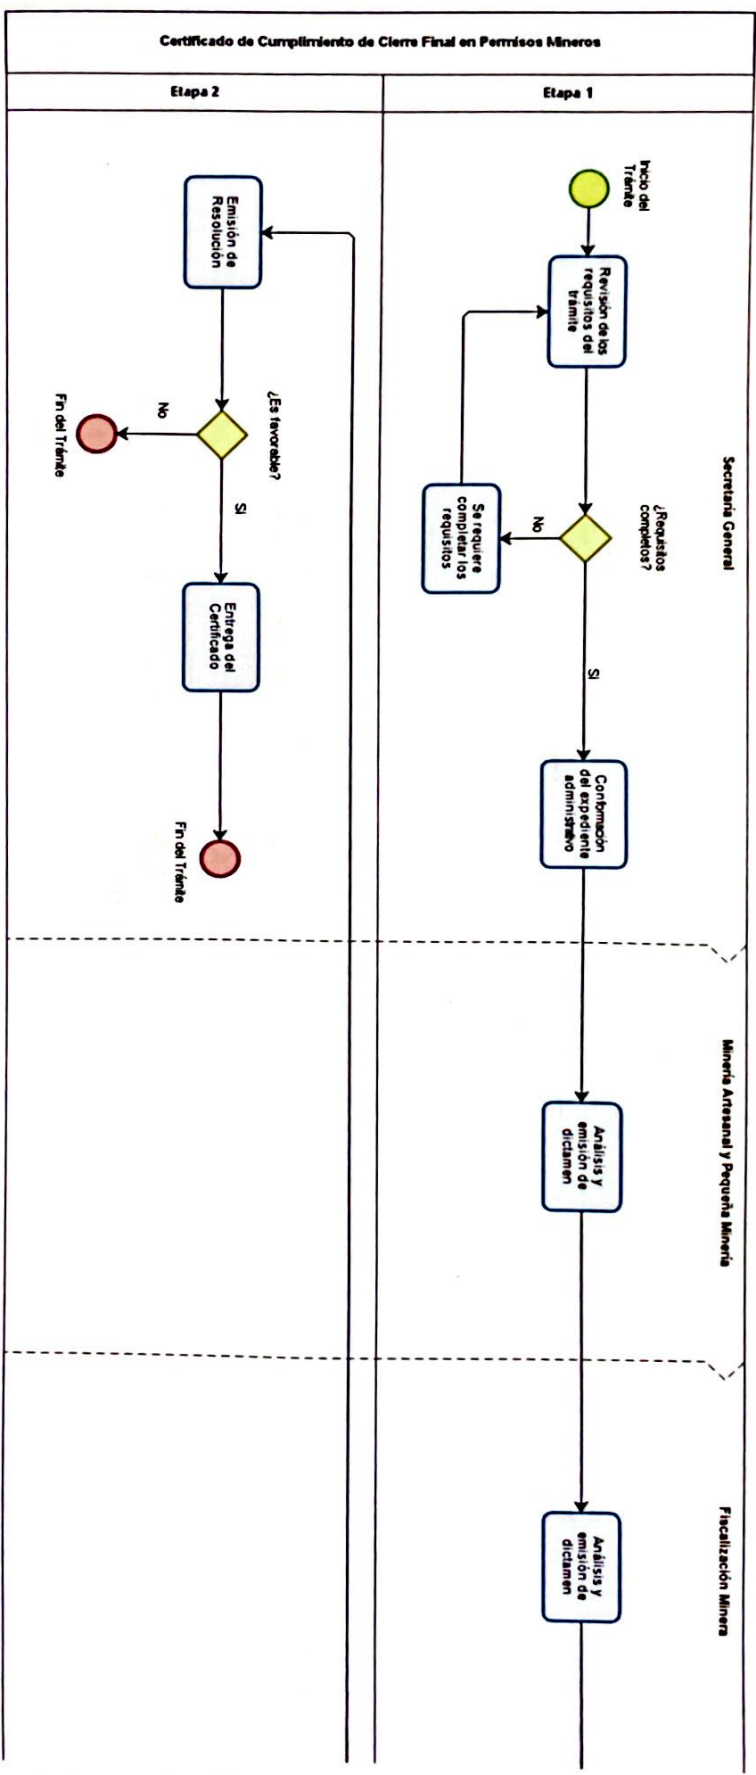 Certificado de Cumplimiento de Cierre Final en Permisos Mineros
Etapa 1
Secretaría General
Minería Artesanal y Pequeña Minería
Fiscalización Minera
Inicio del
Trámite
Revisión de los
requisitos del
trámite
¿Requisitos
completos?
No
Se requiere
completar los
requisitos
Si
Conformación
del expediente
administrativo
Análisis y
emisión de
dictamen
Análisis y
emisión de
dictamen
Etapa 2
Emisión de
Resolución
¿Es favorable?
No
Fin del Trámite
Si
Entrega del
Certificado
Fin del Trámite